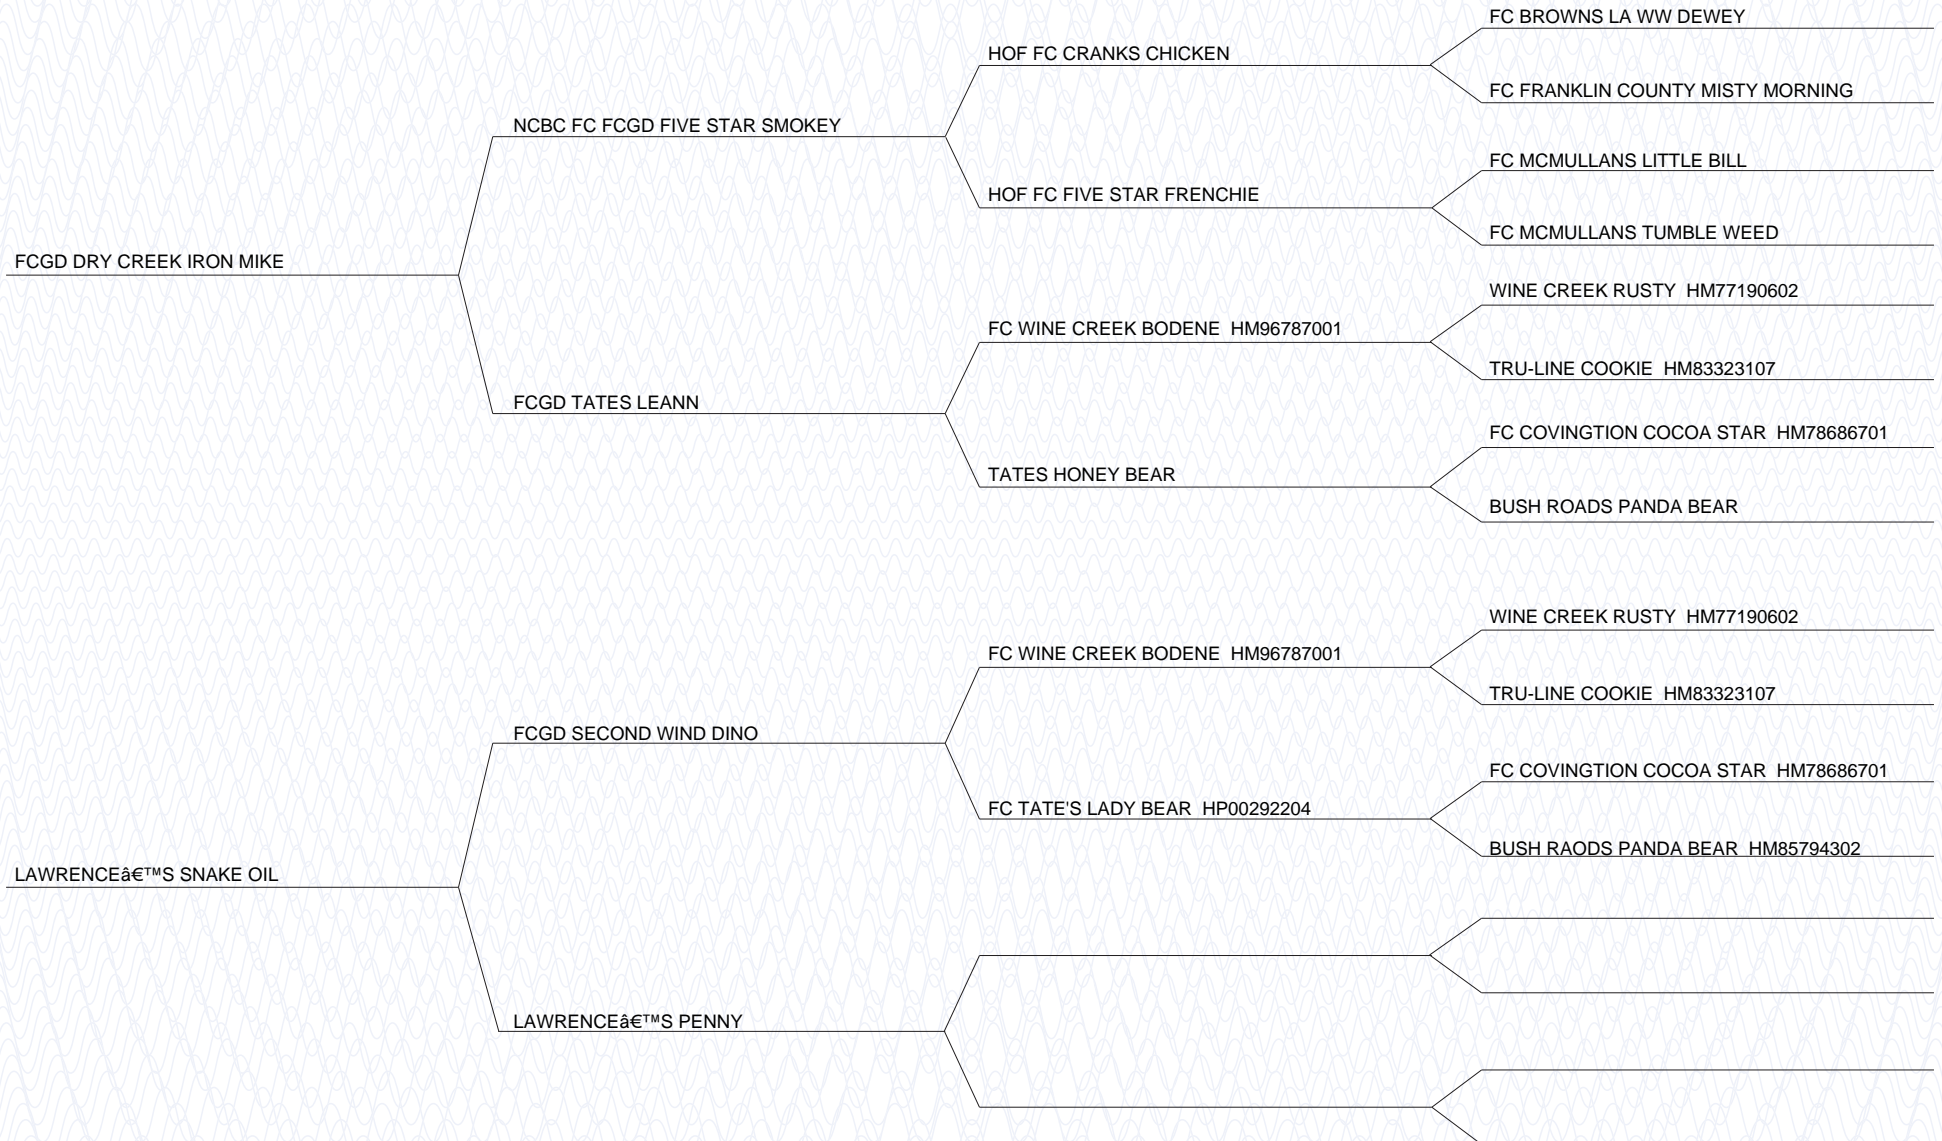 FC BROWNS LA WW DEWEY
HOF FC CRANKS CHICKEN
FC FRANKLIN COUNTY MISTY MORNING
NCBC FC FCGD FIVE STAR SMOKEY
FC MCMULLANS LITTLE BILL
HOF FC FIVE STAR FRENCHIE
FC MCMULLANS TUMBLE WEED
FCGD DRY CREEK IRON MIKE
WINE CREEK RUSTY HM77190602
FC WINE CREEK BODENE HM96787001
TRU-LINE COOKIE HM83323107
FCGD TATES LEANN
FC COVINGTION COCOA STAR HM78686701
TATES HONEY BEAR
BUSH ROADS PANDA BEAR
WINE CREEK RUSTY HM77190602
FC WINE CREEK BODENE HM96787001
TRU-LINE COOKIE HM83323107
FCGD SECOND WIND DINO
FC COVINGTION COCOA STAR HM78686701
FC TATE'S LADY BEAR HP00292204
BUSH RAODS PANDA BEAR HM85794302
LAWRENCEâ€™S SNAKE OIL
LAWRENCEâ€™S PENNY